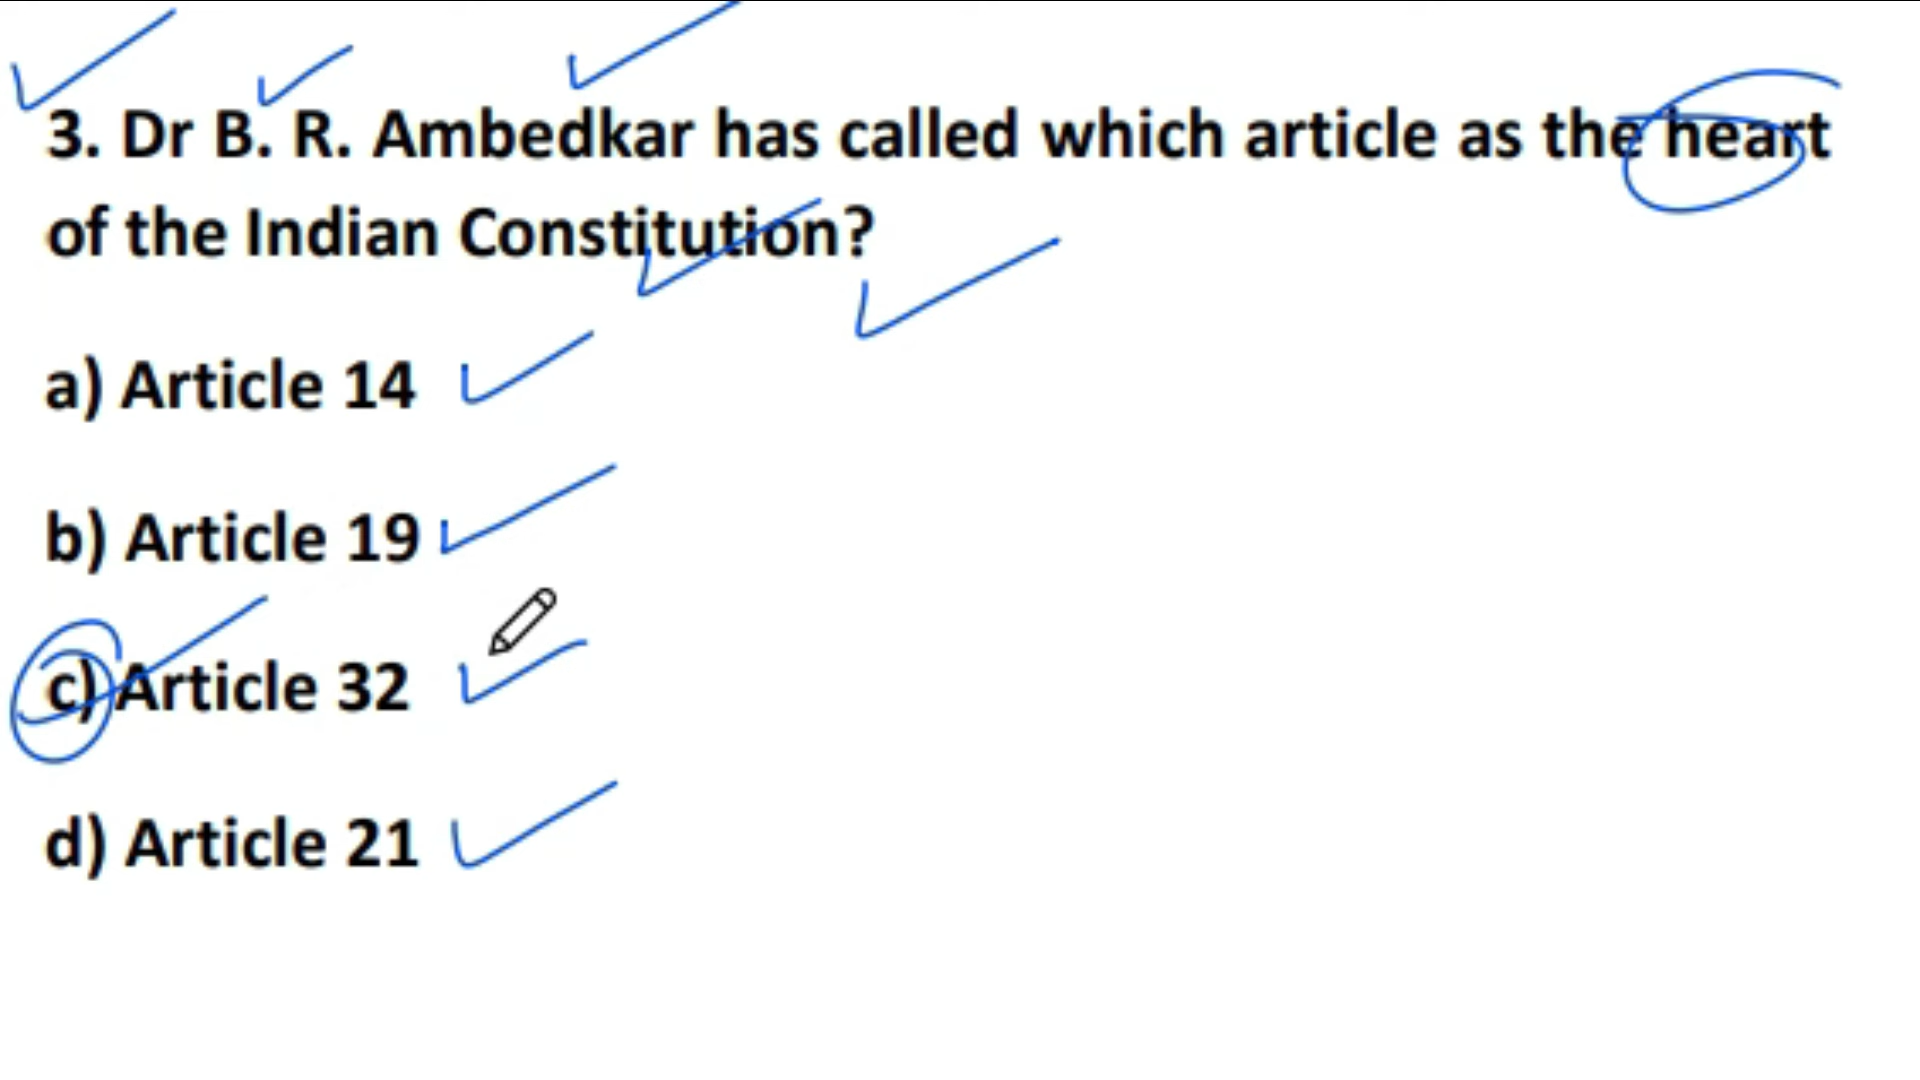 3. Dr B. R. Ambedkar has called which article as the heart
of the Indian Constitution?
a) Article 14
b) Article 19
c) Article 32
d) Article 21